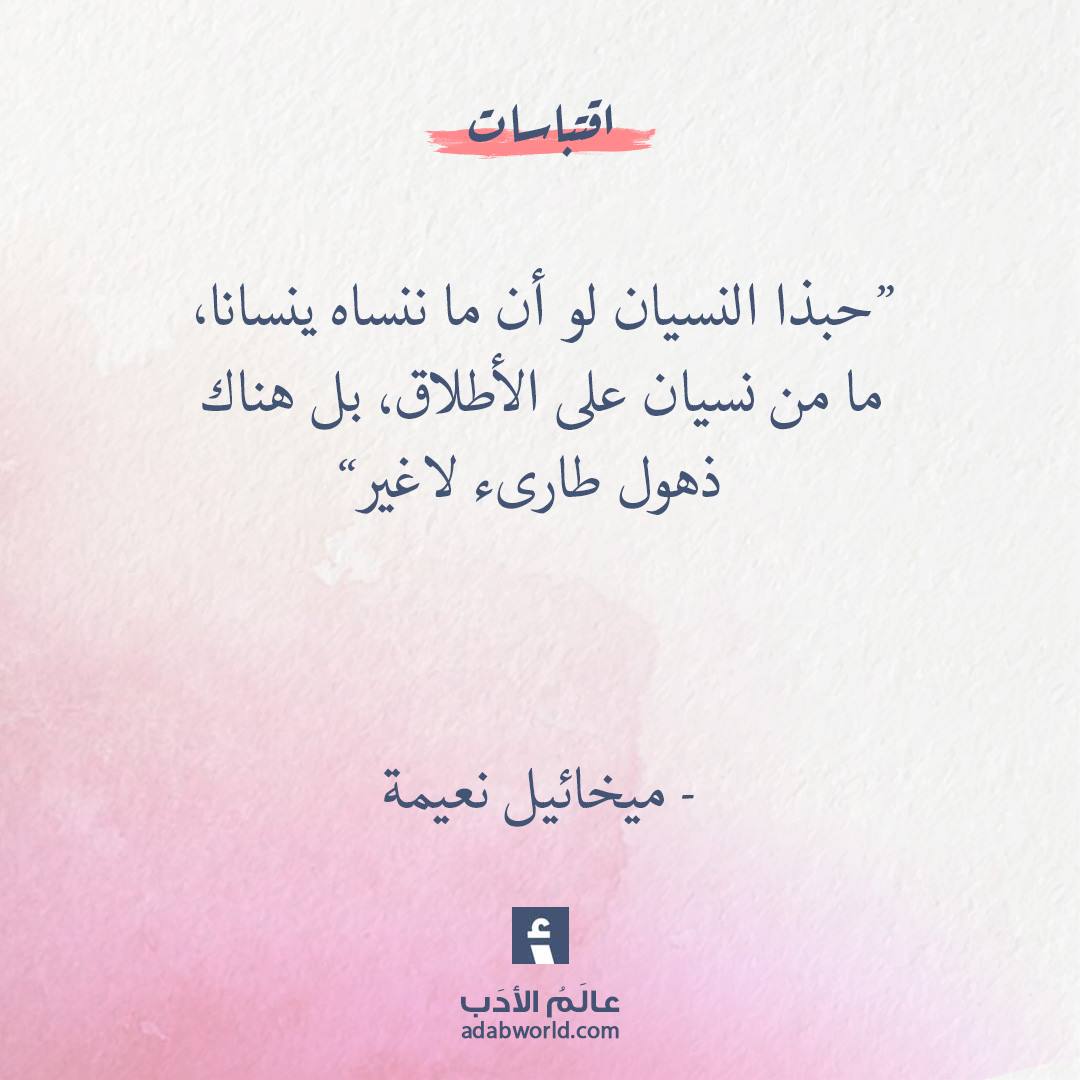 اقتباسات
”حبذا النسيان لو أن ما ننساه ينسانا،
ما من نسيان على الأطلاق، بل هناك
ذهول طارىء لاغير“
- ميخائيل نعيمة
أ
عالَمُ الأدَب
adabworld.com